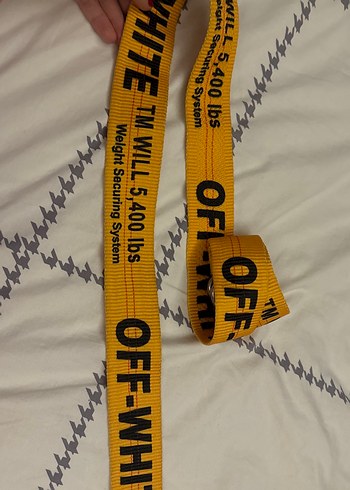 WHITE TM WILL 5,400 lbs
Weight Securing System
OFF-WHIT
WILL 5,400 lbs
Weight Securing System
OFF-WHI
OFF-
TM